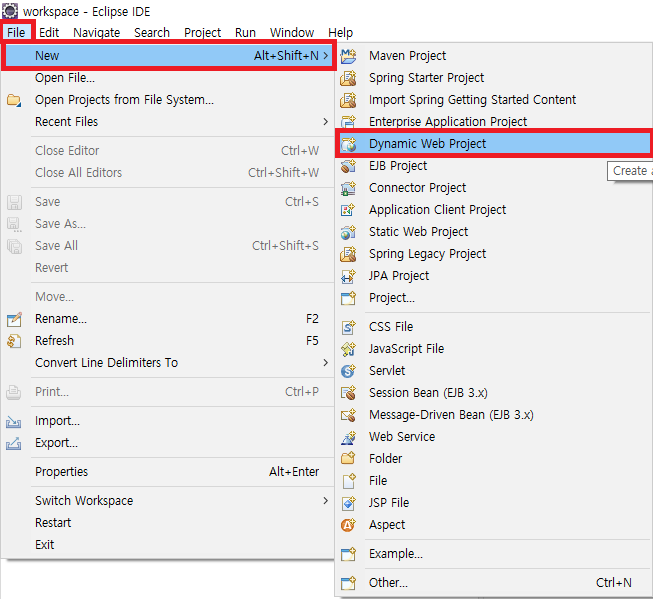 workspace - Eclipse IDE
File Edit Navigate Search Project Run Window Help
New Alt+Shift+N
Open File...
Open Projects from File System...
Recent Files
Close Editor Ctrl+W
Close All Editors Ctrl+Shift+W
Save Ctrl+S
Save As...
Save All Ctrl+Shift+S
Revert
Move...
Rename... F2
Refresh F5
Convert Line Delimiters To
Print... Ctrl+P
Import...
Export...
Properties Alt+Enter
Switch Workspace
Restart
Exit
Maven Project
Spring Starter Project
Import Spring Getting Started Content
Enterprise Application Project
Dynamic Web Project
EJB Project
Create a
Connector Project
Application Client Project
Static Web Project
Spring Legacy Project
JPA Project
Project...
CSS File
JavaScript File
Servlet
Session Bean (EJB 3.x)
Message-Driven Bean (EJB 3.x)
Web Service
Folder
File
JSP File
Aspect
Example...
Other... Ctrl+N